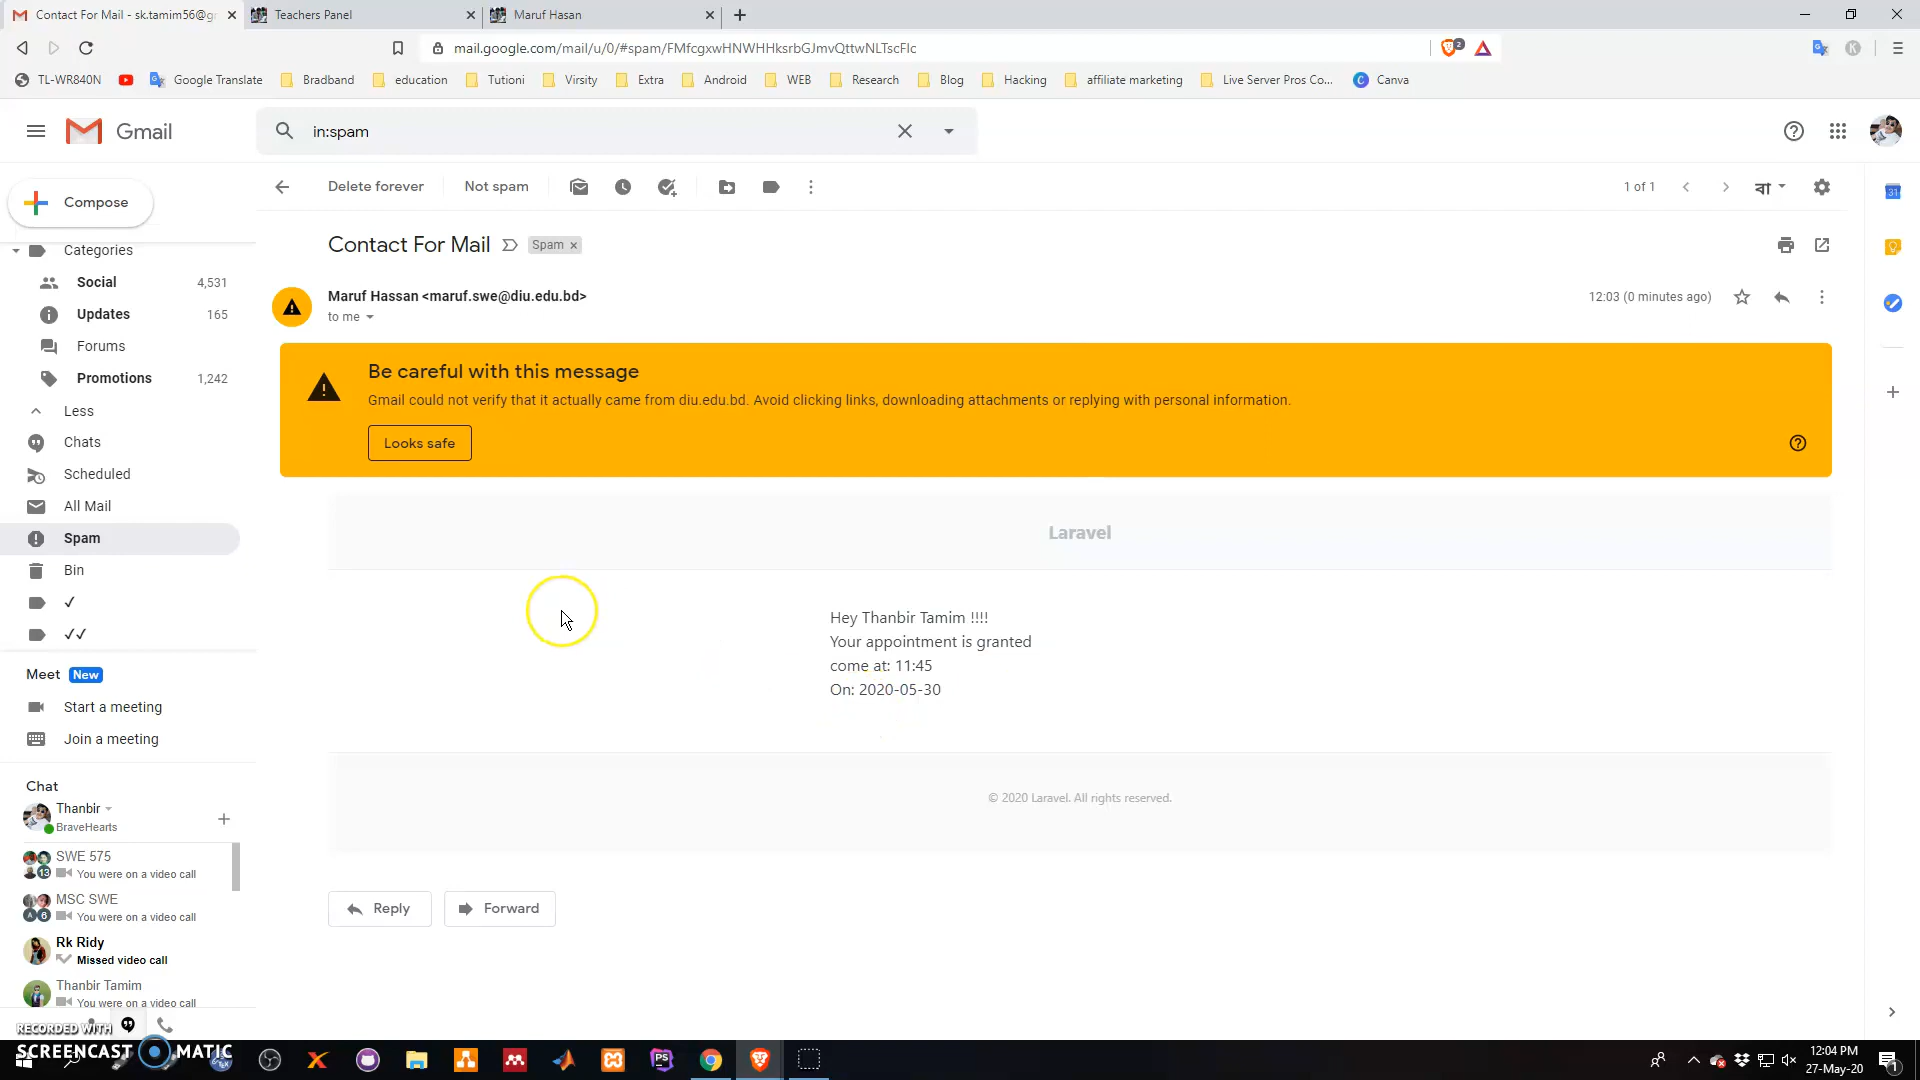 Contact For Mail - sk.tamim56@gr
Teachers Panel
Maruf Hasan
mail.google.com/mail/u/0/#spam/FMfcgxwHNWHHksrbGJmvQttwNLTscFlc
2
K
TL-WR840N
Google Translate
Bradband
education
Tutioni
Virsity
Extra
Android
WEB
Research
Blog
Hacking
affiliate marketing
Live Server Pros Co...
Canva
Gmail
in:spam
Compose
Delete forever
Not spam
1 of 1
বা
31
Categories
Social 4,531
Updates 165
Forums
Promotions 1,242
Less
Chats
Scheduled
All Mail
Spam
Bin
✓
✓✓
Contact For Mail
Spam ×
Maruf Hassan <maruf.swe@diu.edu.bd>
12:03 (0 minutes ago)
to me
Be careful with this message
Gmail could not verify that it actually came from diu.edu.bd. Avoid clicking links, downloading attachments or replying with personal information.
Looks safe
Laravel
Hey Thanbir Tamim !!!!
Your appointment is granted
come at: 11:45
On: 2020-05-30
© 2020 Laravel. All rights reserved.
Reply
Forward
Meet New
Start a meeting
Join a meeting
Chat
Thanbir
BraveHearts
SWE 575
13
You were on a video call
MSC SWE
A 6
You were on a video call
Rk Ridy
Missed video call
Thanbir Tamim
You were on a video call
RECORDED WITH
SCREENCAST MATIC
PS
12:04 PM
27-May-20
1